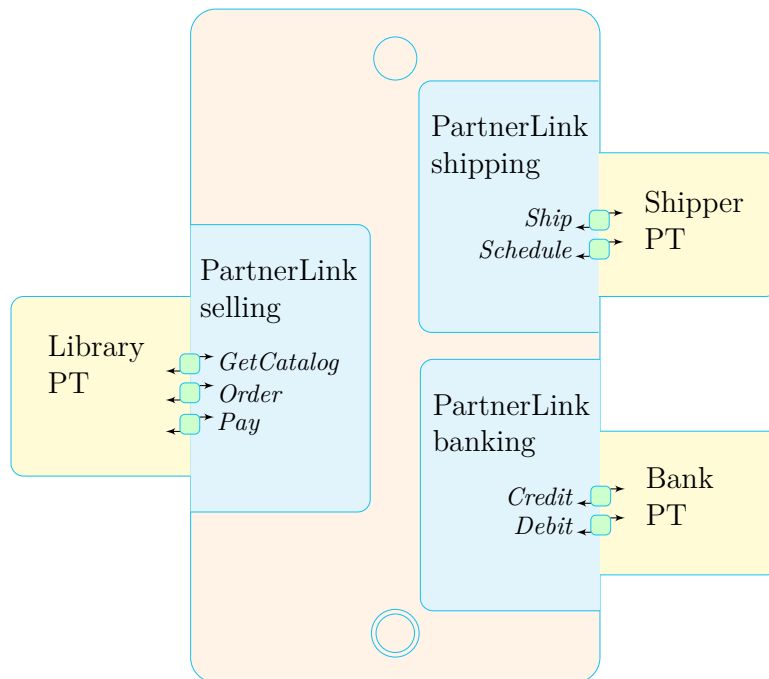 PartnerLink
shipping
Ship
Schedule
Shipper
PT
PartnerLink
selling
GetCatalog
Order
Pay
Library
PT
PartnerLink
banking
Credit
Debit
Bank
PT